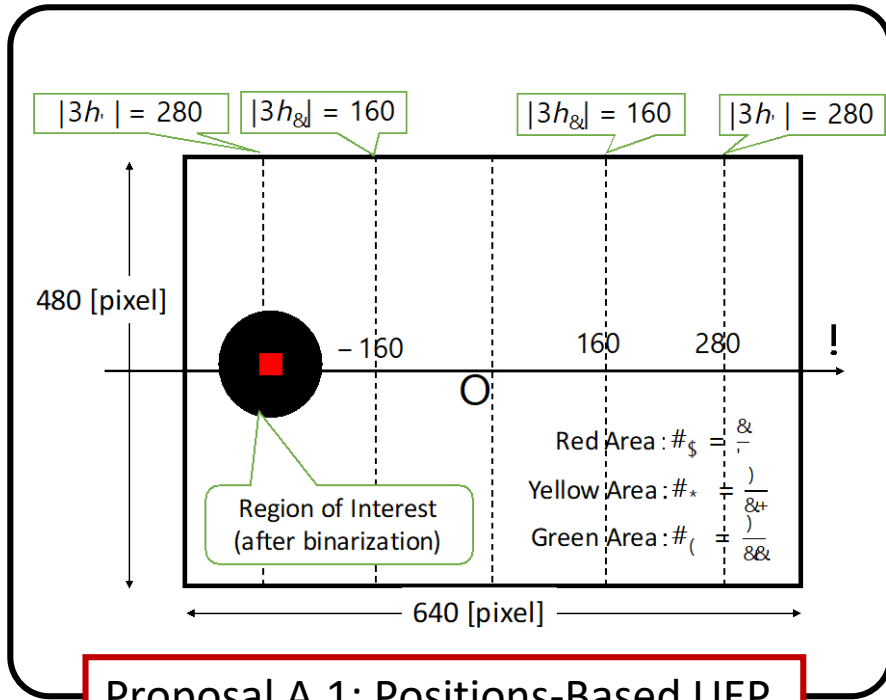 |3h' | = 280
|3h&| = 160
|3h&| = 160
|3h' | = 280
480 [pixel]
– 160
160
280
!
O
Red Area : #$ = &/'
Yellow Area : #* = )/&+
Green Area : #( = )/&&
Region of Interest
(after binarization)
640 [pixel]
Proposal A.1: Positions-Based UEP